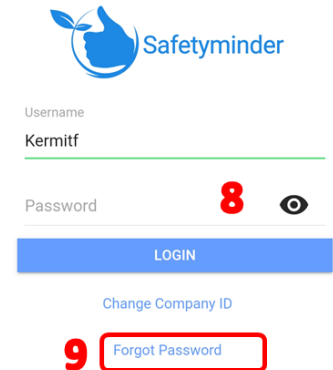 Safetyminder
Username
Kermitf
Password 8
LOGIN
Change Company ID
9 Forgot Password